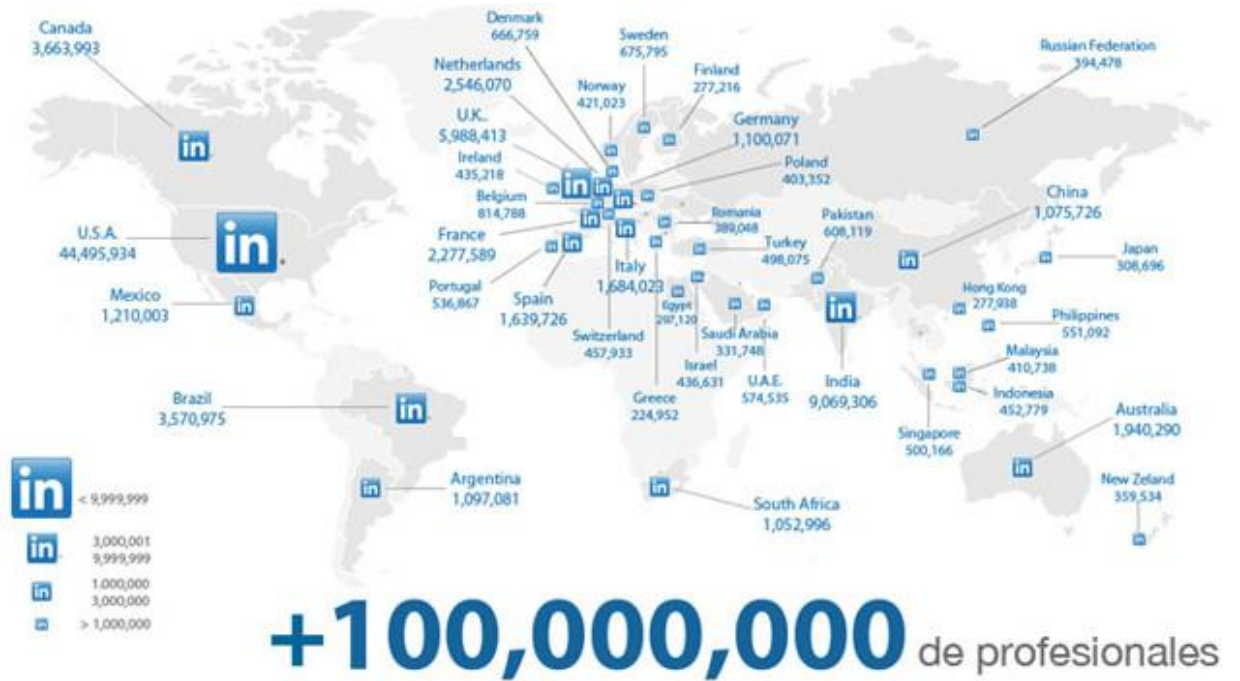 Canada
3,663,993
Denmark
666,759
Sweden
675,795
Russian Federation
394,478
Netherlands
2,546,070
Norway
421,023
Finland
277,216
U.K.
5,988,413
Germany
1,100,071
Ireland
435,218
Poland
403,352
Belgium
814,788
China
1,075,726
U.S.A.
44,495,934
France
2,277,589
Romania
389,048
Pakistan
608,119
Turkey
498,075
Japan
308,696
Mexico
1,210,003
Portugal
536,867
Spain
1,639,726
Italy
1,684,023
Egypt
297,120
Hong Kong
277,938
Philippines
551,092
Switzerland
457,933
Saudi Arabia
331,748
Israel
436,631
U.A.E.
574,535
India
9,069,306
Malaysia
410,738
Indonesia
452,779
Brazil
3,570,975
Greece
224,952
Singapore
500,166
Australia
1,940,290
Argentina
1,097,081
South Africa
1,052,996
New Zeland
359,534
in
< 9,999,999
in
3,000,001
9,999,999
in
1.000,000
3,000,000
in
> 1,000,000
+100,000,000 de profesionales